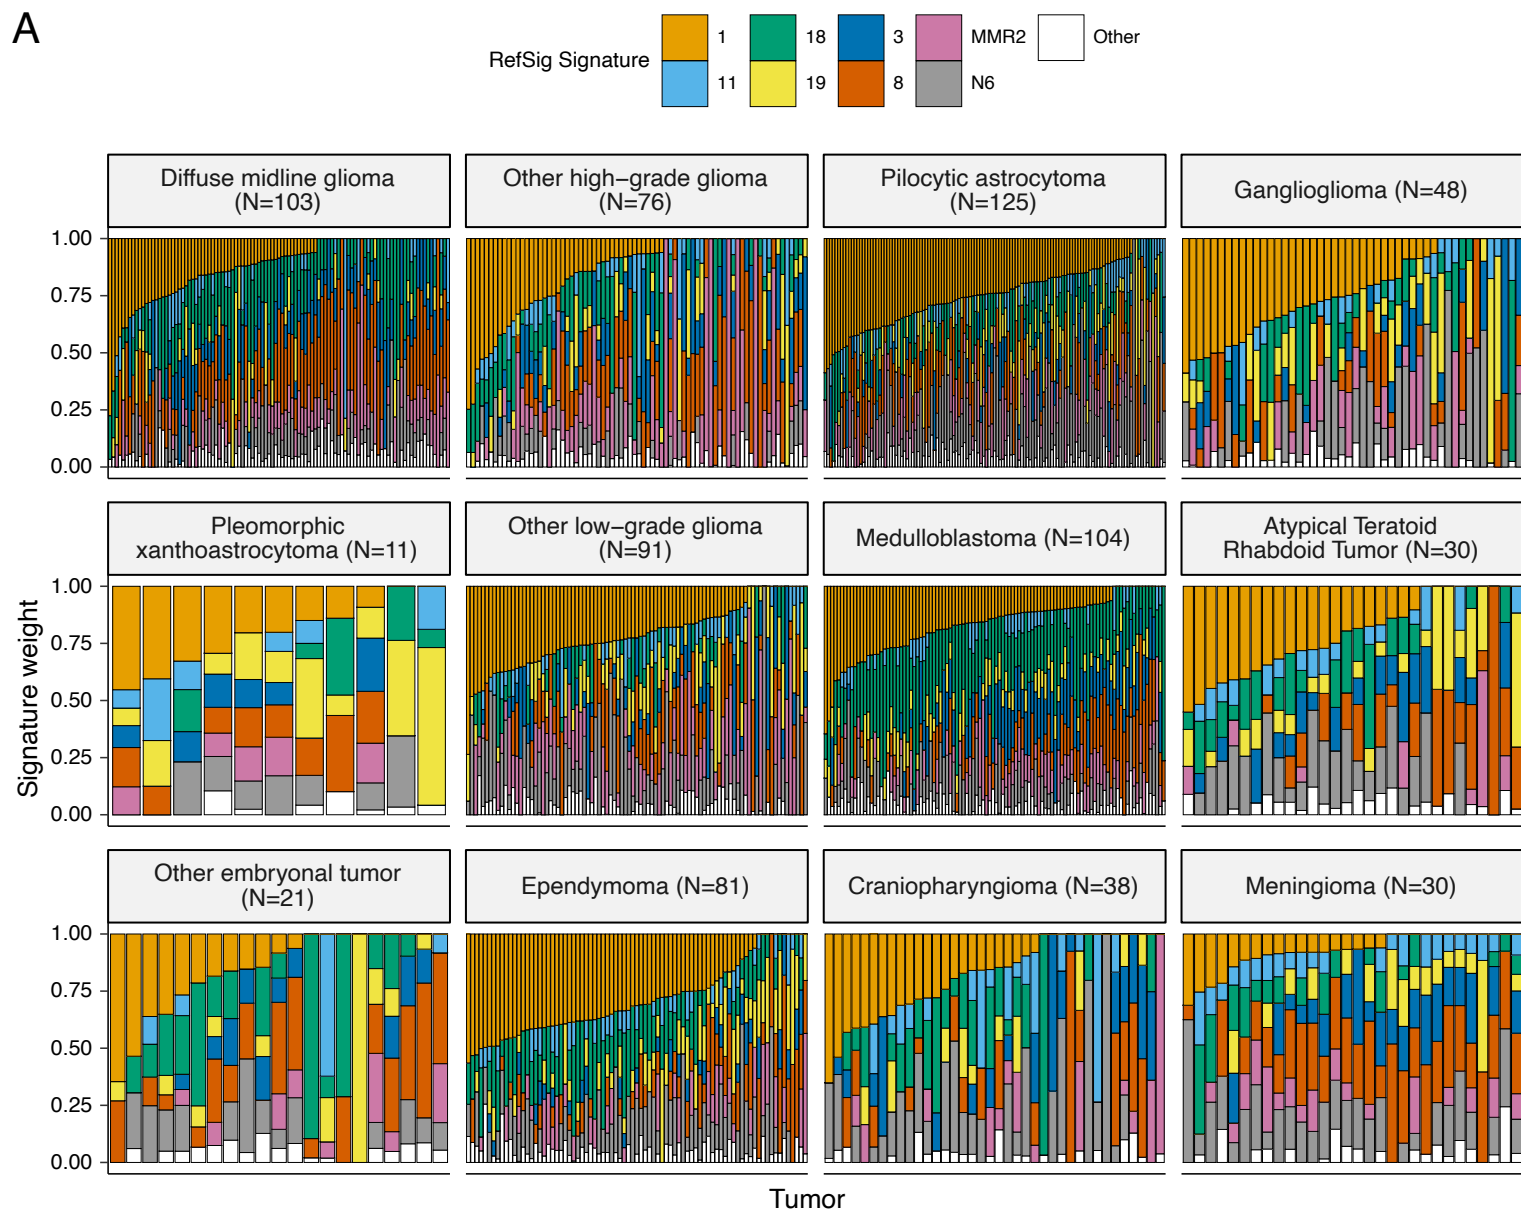 A
RefSig Signature
1
18
3
MMR2
Other
11
19
8
N6
Diffuse midline glioma
(N=103)
Other high−grade glioma
(N=76)
Pilocytic astrocytoma
(N=125)
Ganglioglioma (N=48)
1.00
0.75
0.50
0.25
0.00
Pleomorphic
xanthoastrocytoma (N=11)
Other low−grade glioma
(N=91)
Medulloblastoma (N=104)
Atypical Teratoid
Rhabdoid Tumor (N=30)
1.00
0.75
0.50
0.25
0.00
Signature weight
Other embryonal tumor
(N=21)
Ependymoma (N=81)
Craniopharyngioma (N=38)
Meningioma (N=30)
1.00
0.75
0.50
0.25
0.00
Tumor